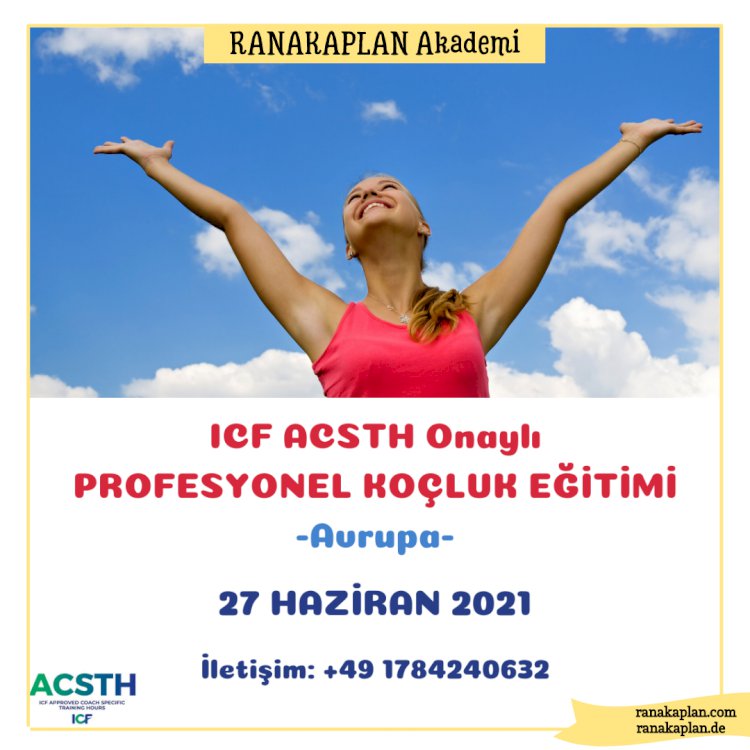 RANAKAPLAN Akademi
ICF ACSTH Onaylı
PROFESYONEL KOÇLUK EĞİTİMİ
-Avrupa-
27 HAZİRAN 2021
İletişim: +49 1784240632
ACSTH
ICF APPROVED COACH SPECIFIC
TRAINING HOURS
ICF
ranakaplan.com
ranakaplan.de